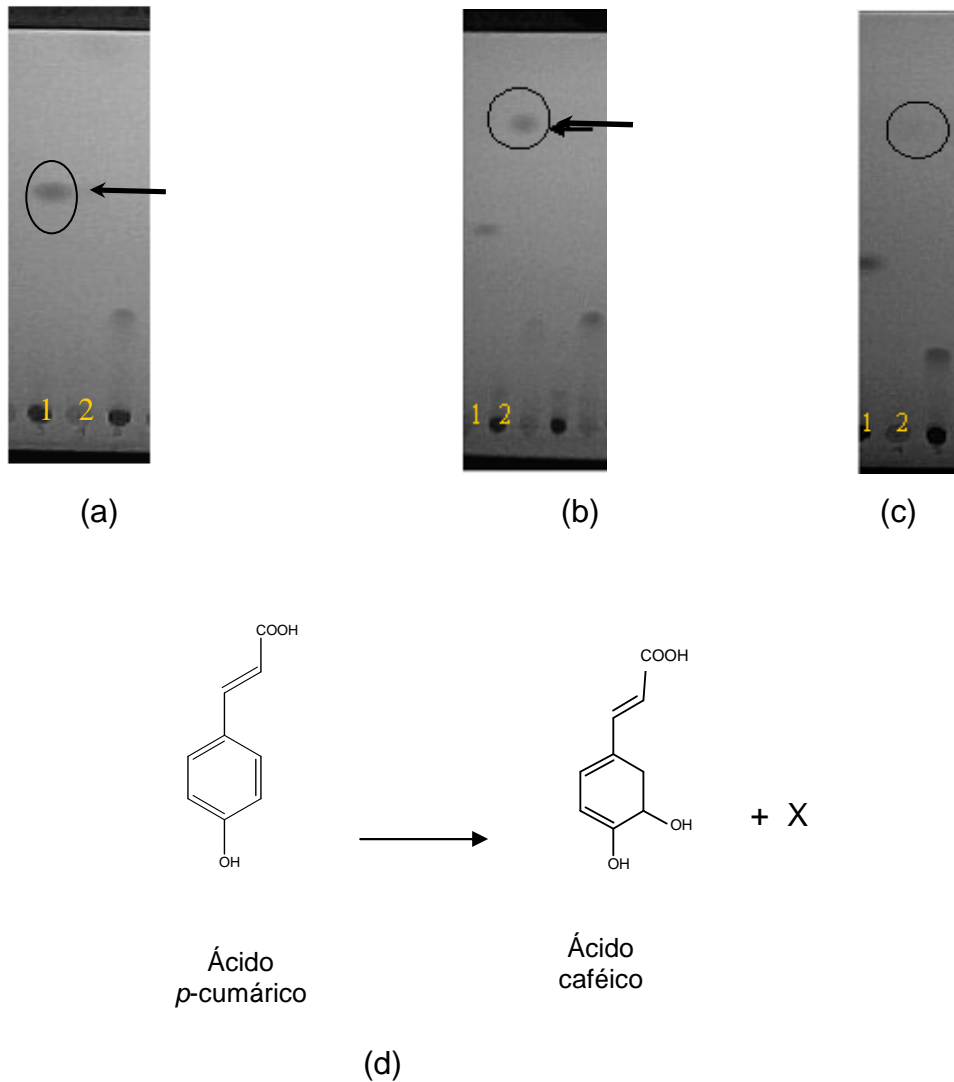 1 2
1 2
1 2
(a) (b) (c)
COOH
OH
COOH
OH
OH
+ X
Ácido
p-cumárico
Ácido
caféico
(d)